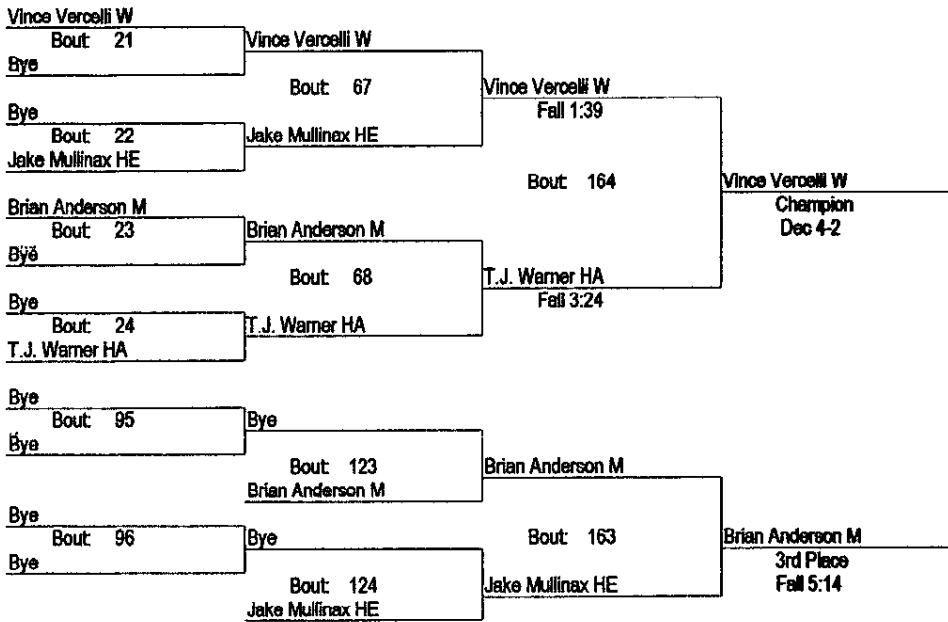 Vince Vercelli W
Bout: 21
Bye
Vince Vercelli W
Bout: 67
Bye
Bout: 22
Jake Mullinax HE
Jake Mullinax HE
Vince Vercelli W
Fall 1:39
Bout: 164
Brian Anderson M
Bout: 23
Bye
Brian Anderson M
Bout: 68
Bye
Bout: 24
T.J. Warner HA
T.J. Warner HA
T.J. Warner HA
Fall 3:24
Vince Vercelli W
Champion
Dec 4-2
Bye
Bout: 95
Bye
Bye
Bout: 123
Brian Anderson M
Brian Anderson M
Bye
Bout: 96
Bye
Bye
Bout: 124
Jake Mullinax HE
Bout: 163
Jake Mullinax HE
Brian Anderson M
3rd Place
Fall 5:14